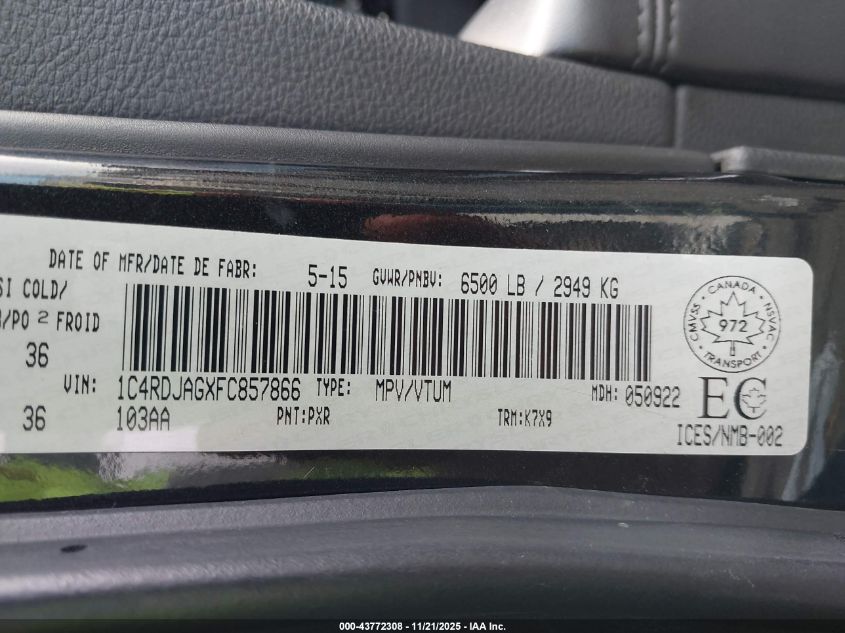 DATE OF MFR/DATE DE FABR: 5-15 GVWR/PNBV: 6500 LB / 2949 KG
SI COLD/
/PO 2 FROID
36
VIN: 1C4RDJAGXFC857866 TYPE: MPV/VTUM MDH: 050922
36 103AA PNT:PXR TRM:K7X9
CMVSS · CANADA · NSVAC
972
TRANSPORT
EC
ICES/NMB-002
000-43772308 - 11/21/2025 - IAA Inc.